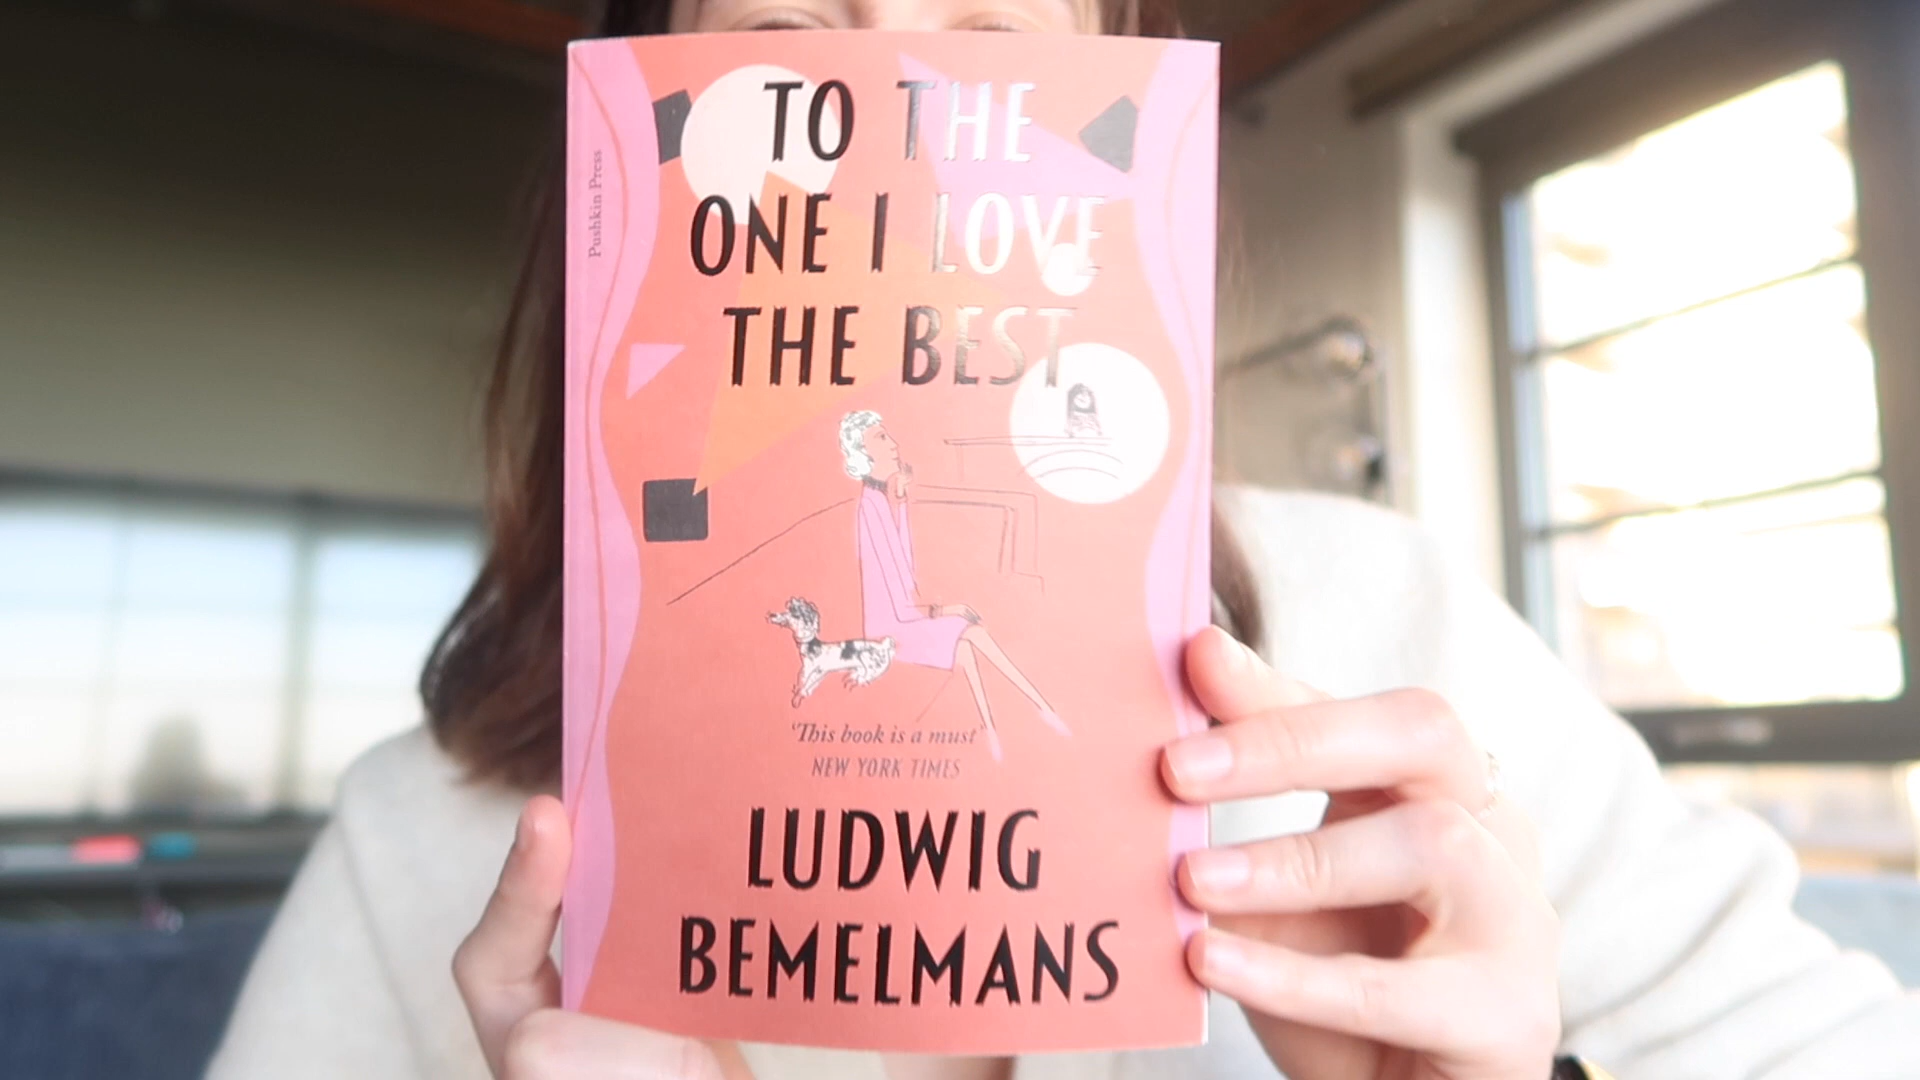 TO THE
ONE I LOVE
THE BEST
Pushkin Press
'This book is a must'
NEW YORK TIMES
LUDWIG
BEMELMANS